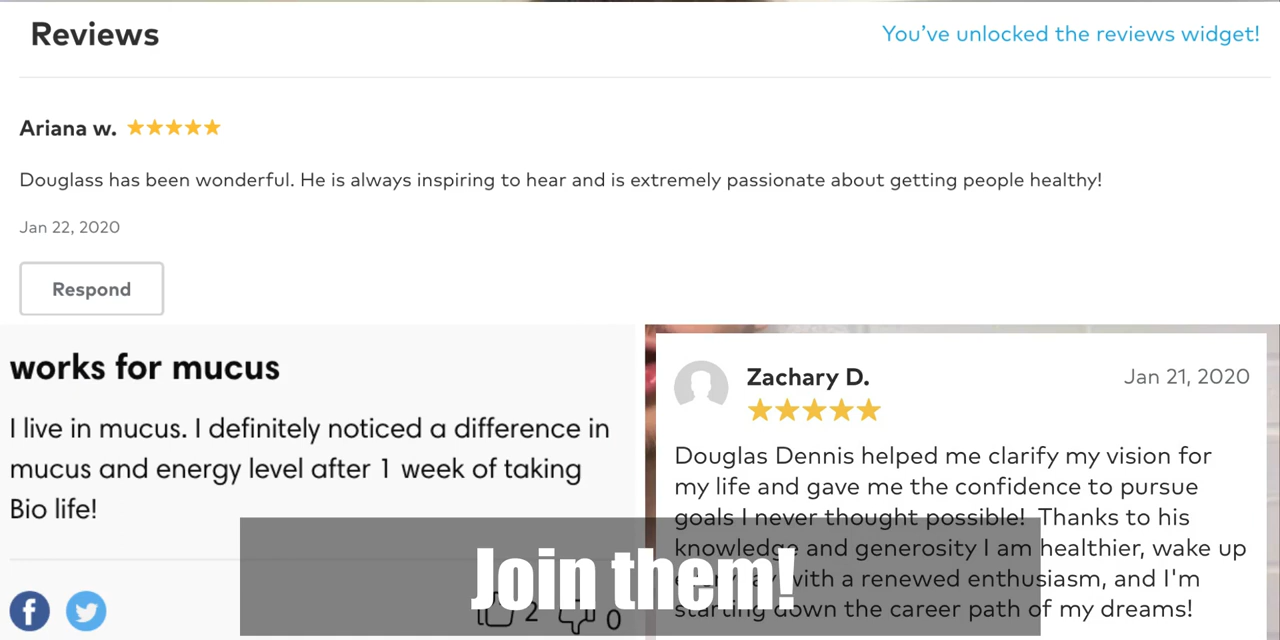 Reviews
You’ve unlocked the reviews widget!
Ariana w.
Douglass has been wonderful. He is always inspiring to hear and is extremely passionate about getting people healthy!
Jan 22, 2020
Respond
works for mucus
I live in mucus. I definitely noticed a difference in
mucus and energy level after 1 week of taking
Bio life!
2
0
Zachary D.
Jan 21, 2020
Douglas Dennis helped me clarify my vision for
my life and gave me the confidence to pursue
goals I never thought possible! Thanks to his
knowledge and generosity I am healthier, wake up
with a renewed enthusiasm, and I'm
starting down the career path of my dreams!
Join them!